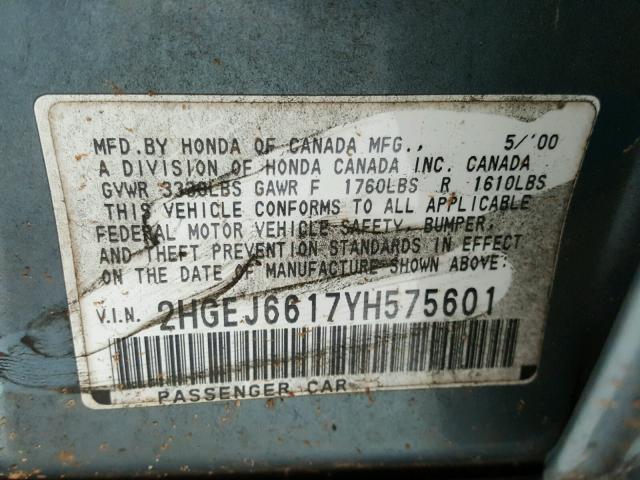 MFD.BY HONDA OF CANADA MFG., 5/'00
A DIVISION OF HONDA CANADA INC. CANADA
GVWR 3330LBS GAWR F 1760LBS R 1610LBS
THIS VEHICLE CONFORMS TO ALL APPLICABLE
FEDERAL MOTOR VEHICLE SAFETY, BUMPER,
AND THEFT PREVENTION STANDARDS IN EFFECT
ON THE DATE OF MANUFACTURE SHOWN ABOVE.
V.I.N. 2HGEJ6617YH575601
PASSENGER CAR